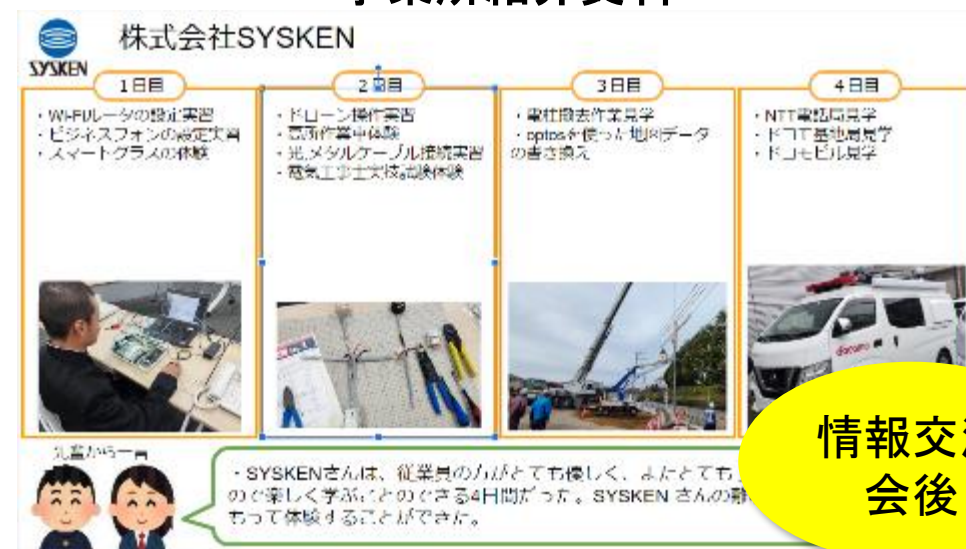 株式会社SYSKEN
SYSKEN
1日目
2日目
3日目
4日目
・Wi-Fiルータの設定実習
・ビジネスフォンの設定実習
・スマートグラスの体験
・ドローン操作実習
・高所作業車体験
・光,メタルケーブル接続実習
・電気工事士実技試験体験
・電柱撤去作業見学
・optosを使った地図データ
の書き換え
・NTT電話局見学
・ドコモ基地局見学
・ドコモビル見学
docomo
先輩から一言
・SYSKENさんは、従業員の方がとても優しく、またとても
ので楽しく学ぶことのできる4日間だった。SYSKEN さんの
もって体験することができた。
情報交流
会後